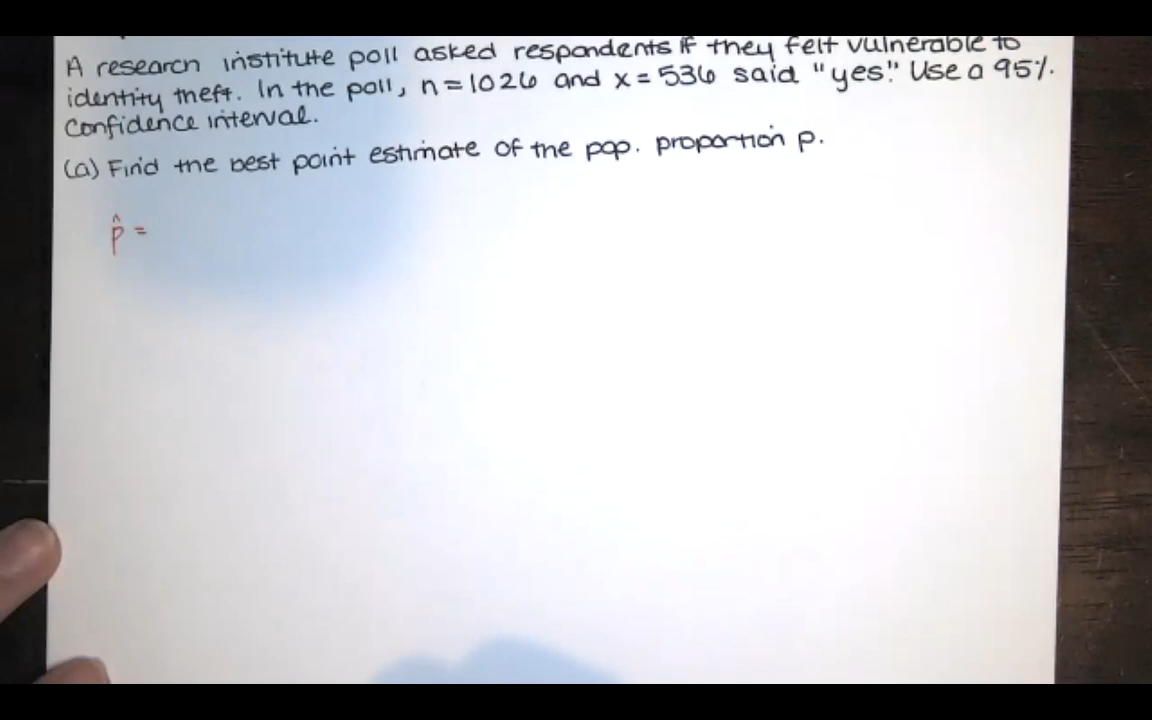 A research institute poll asked respondents if they felt vulnerable to
identity theft. In the poll, n=1026 and x=536 said "yes." Use a 95%.
Confidence interval.
(a) Find the best point estimate of the pop. proportion p.
p̂ =